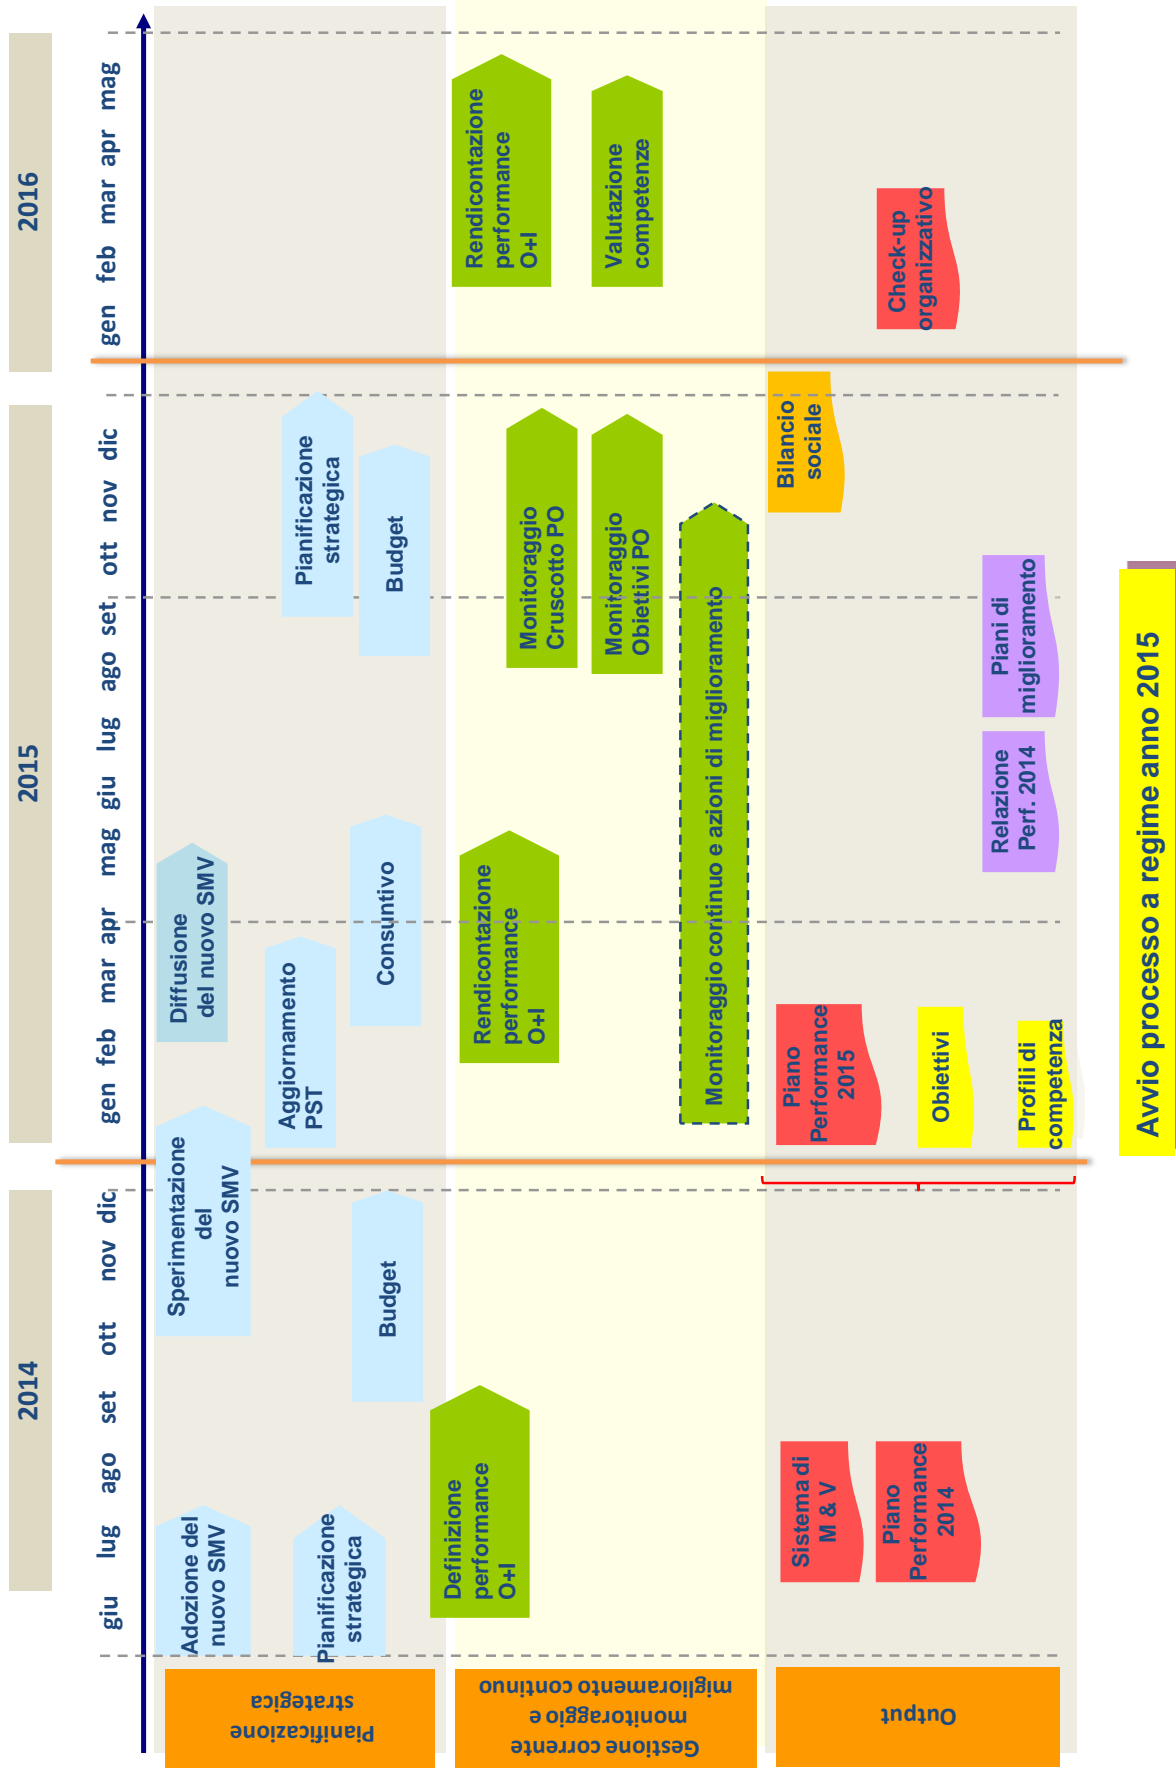 2014
2015
2016
giu lug ago set ott nov dic gen feb mar apr mag giu lug ago set ott nov dic gen feb mar apr mag
Pianificazione
strategica
Adozione del
nuovo SMV
Sperimentazione
del
nuovo SMV
Diffusione
del nuovo SMV
Pianificazione
strategica
Aggiornamento
PST
Pianificazione
strategica
Budget
Consuntivo
Budget
Gestione corrente
monitoraggio e
miglioramento continuo
Definizione
performance
O+I
Rendicontazione
performance
O+I
Rendicontazione
performance
O+I
Monitoraggio
Cruscotto PO
Monitoraggio
Obiettivi PO
Valutazione
competenze
Monitoraggio continuo e azioni di miglioramento
Output
Sistema di
M & V
Piano
Performance
2014
Piano
Performance
2015
Obiettivi
Profili di
competenza
Relazione
Perf. 2014
Piani di
miglioramento
Bilancio
sociale
Check-up
organizzativo
Avvio processo a regime anno 2015